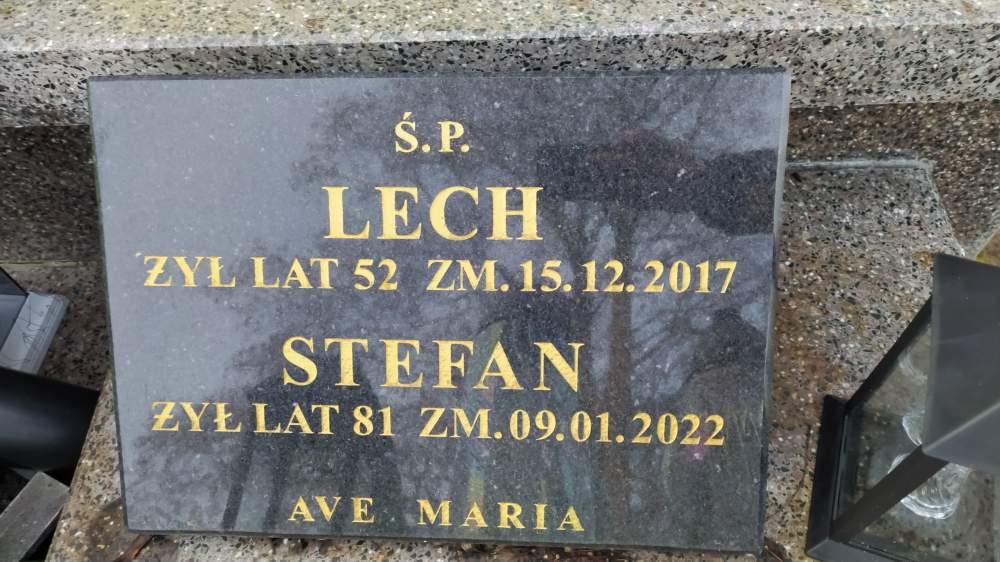 Ś.P.
LECH
ŻYŁ LAT 52 ZM. 15.12.2017
STEFAN
ŻYŁ LAT 81 ZM. 09.01.2022
AVE MARIA